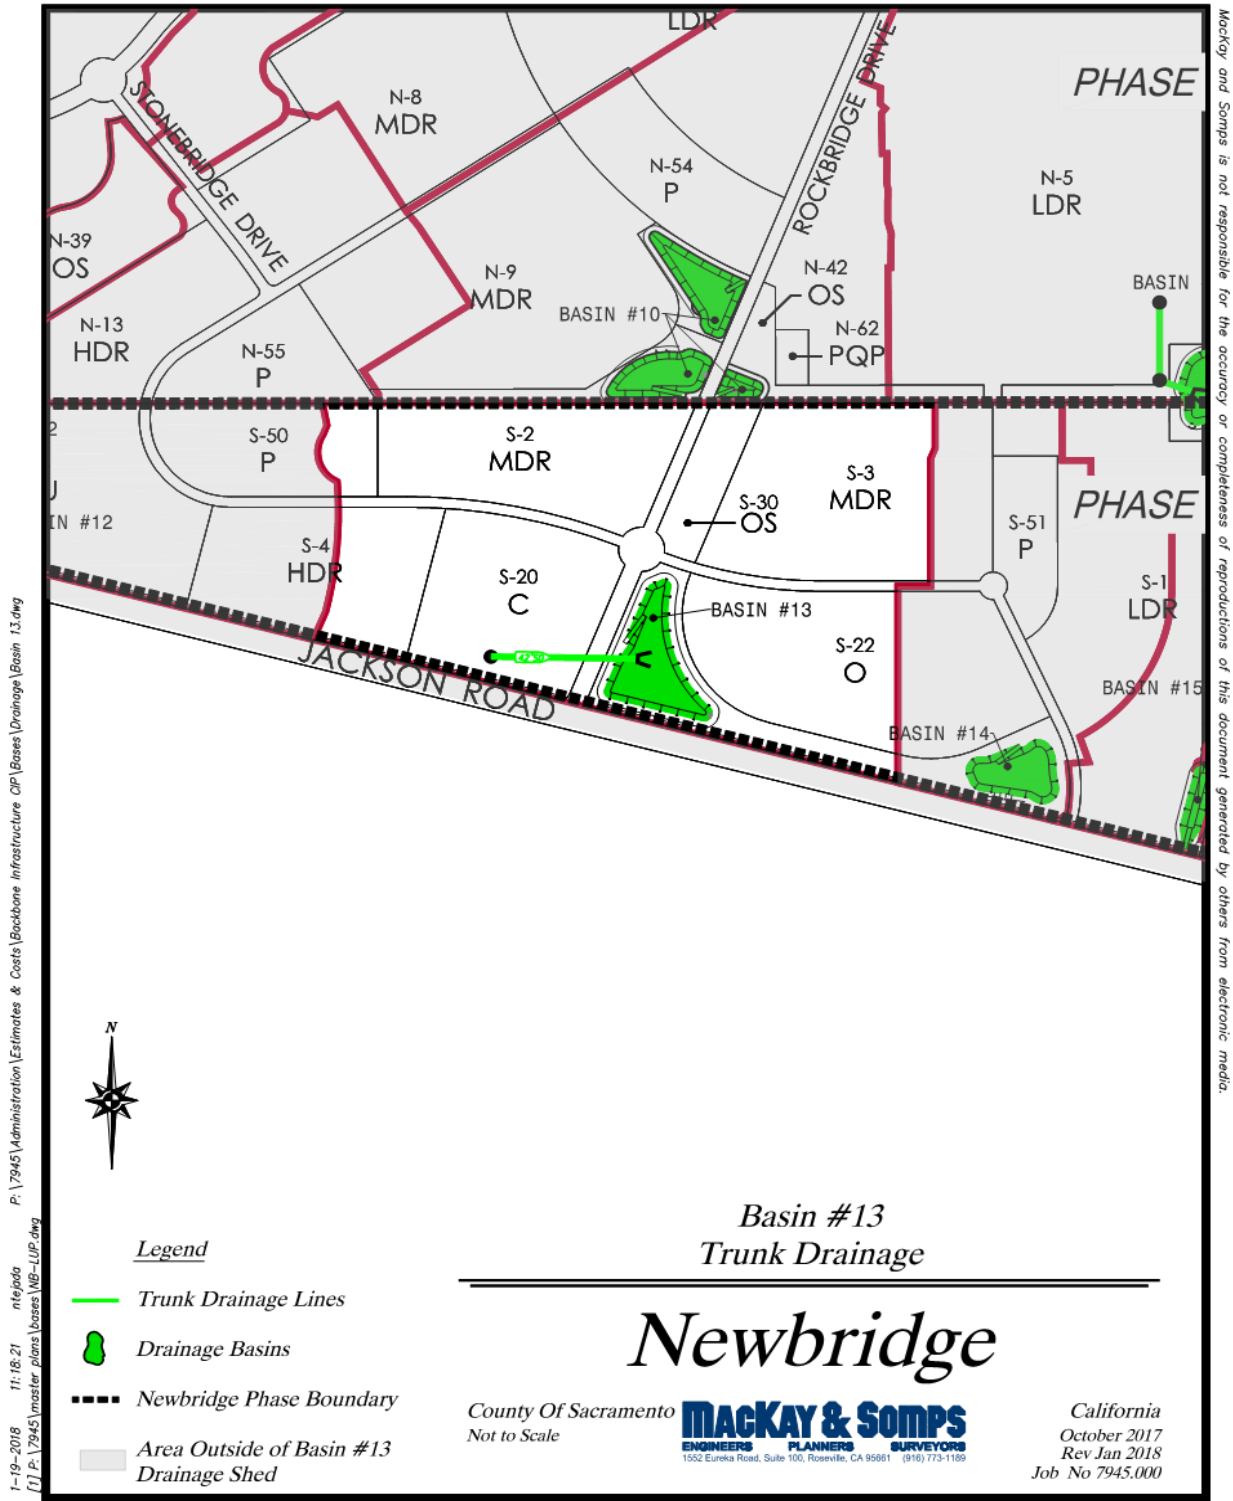 LDR
PHASE
STONEBRIDGE DRIVE
N-8
MDR
ROCKBRIDGE DRIVE
N-54
P
N-5
LDR
N-39
OS
N-9
MDR
N-42
OS
BASIN
BASIN #10
N-13
HDR
N-55
P
N-62
PQP
2
S-50
P
S-2
MDR
S-3
MDR
PHASE
IN #12
S-30
OS
S-51
P
S-4
HDR
S-20
C
BASIN #13
S-1
LDR
42 SD
S-22
O
JACKSON ROAD
BASIN #15
BASIN #14
N
Basin #13
Trunk Drainage
Newbridge
Legend
Trunk Drainage Lines
Drainage Basins
Newbridge Phase Boundary
Area Outside of Basin #13
Drainage Shed
County Of Sacramento
Not to Scale
MACKAY & SOMPS
ENGINEERS PLANNERS SURVEYORS
1552 Eureka Road, Suite 100, Roseville, CA 95661 (916) 773-1189
California
October 2017
Rev Jan 2018
Job No 7945.000
MacKay and Somps is not responsible for the accuracy or completeness of reproductions of this document generated by others from electronic media.
1-19-2018 11:18:21 ntejada P:\7945\Administration\Estimates & Costs\Backbone Infrastructure CIP\Bases\Drainage\Basin 13.dwg
[1] P:\7945\master plans\bases\NB-LUP.dwg